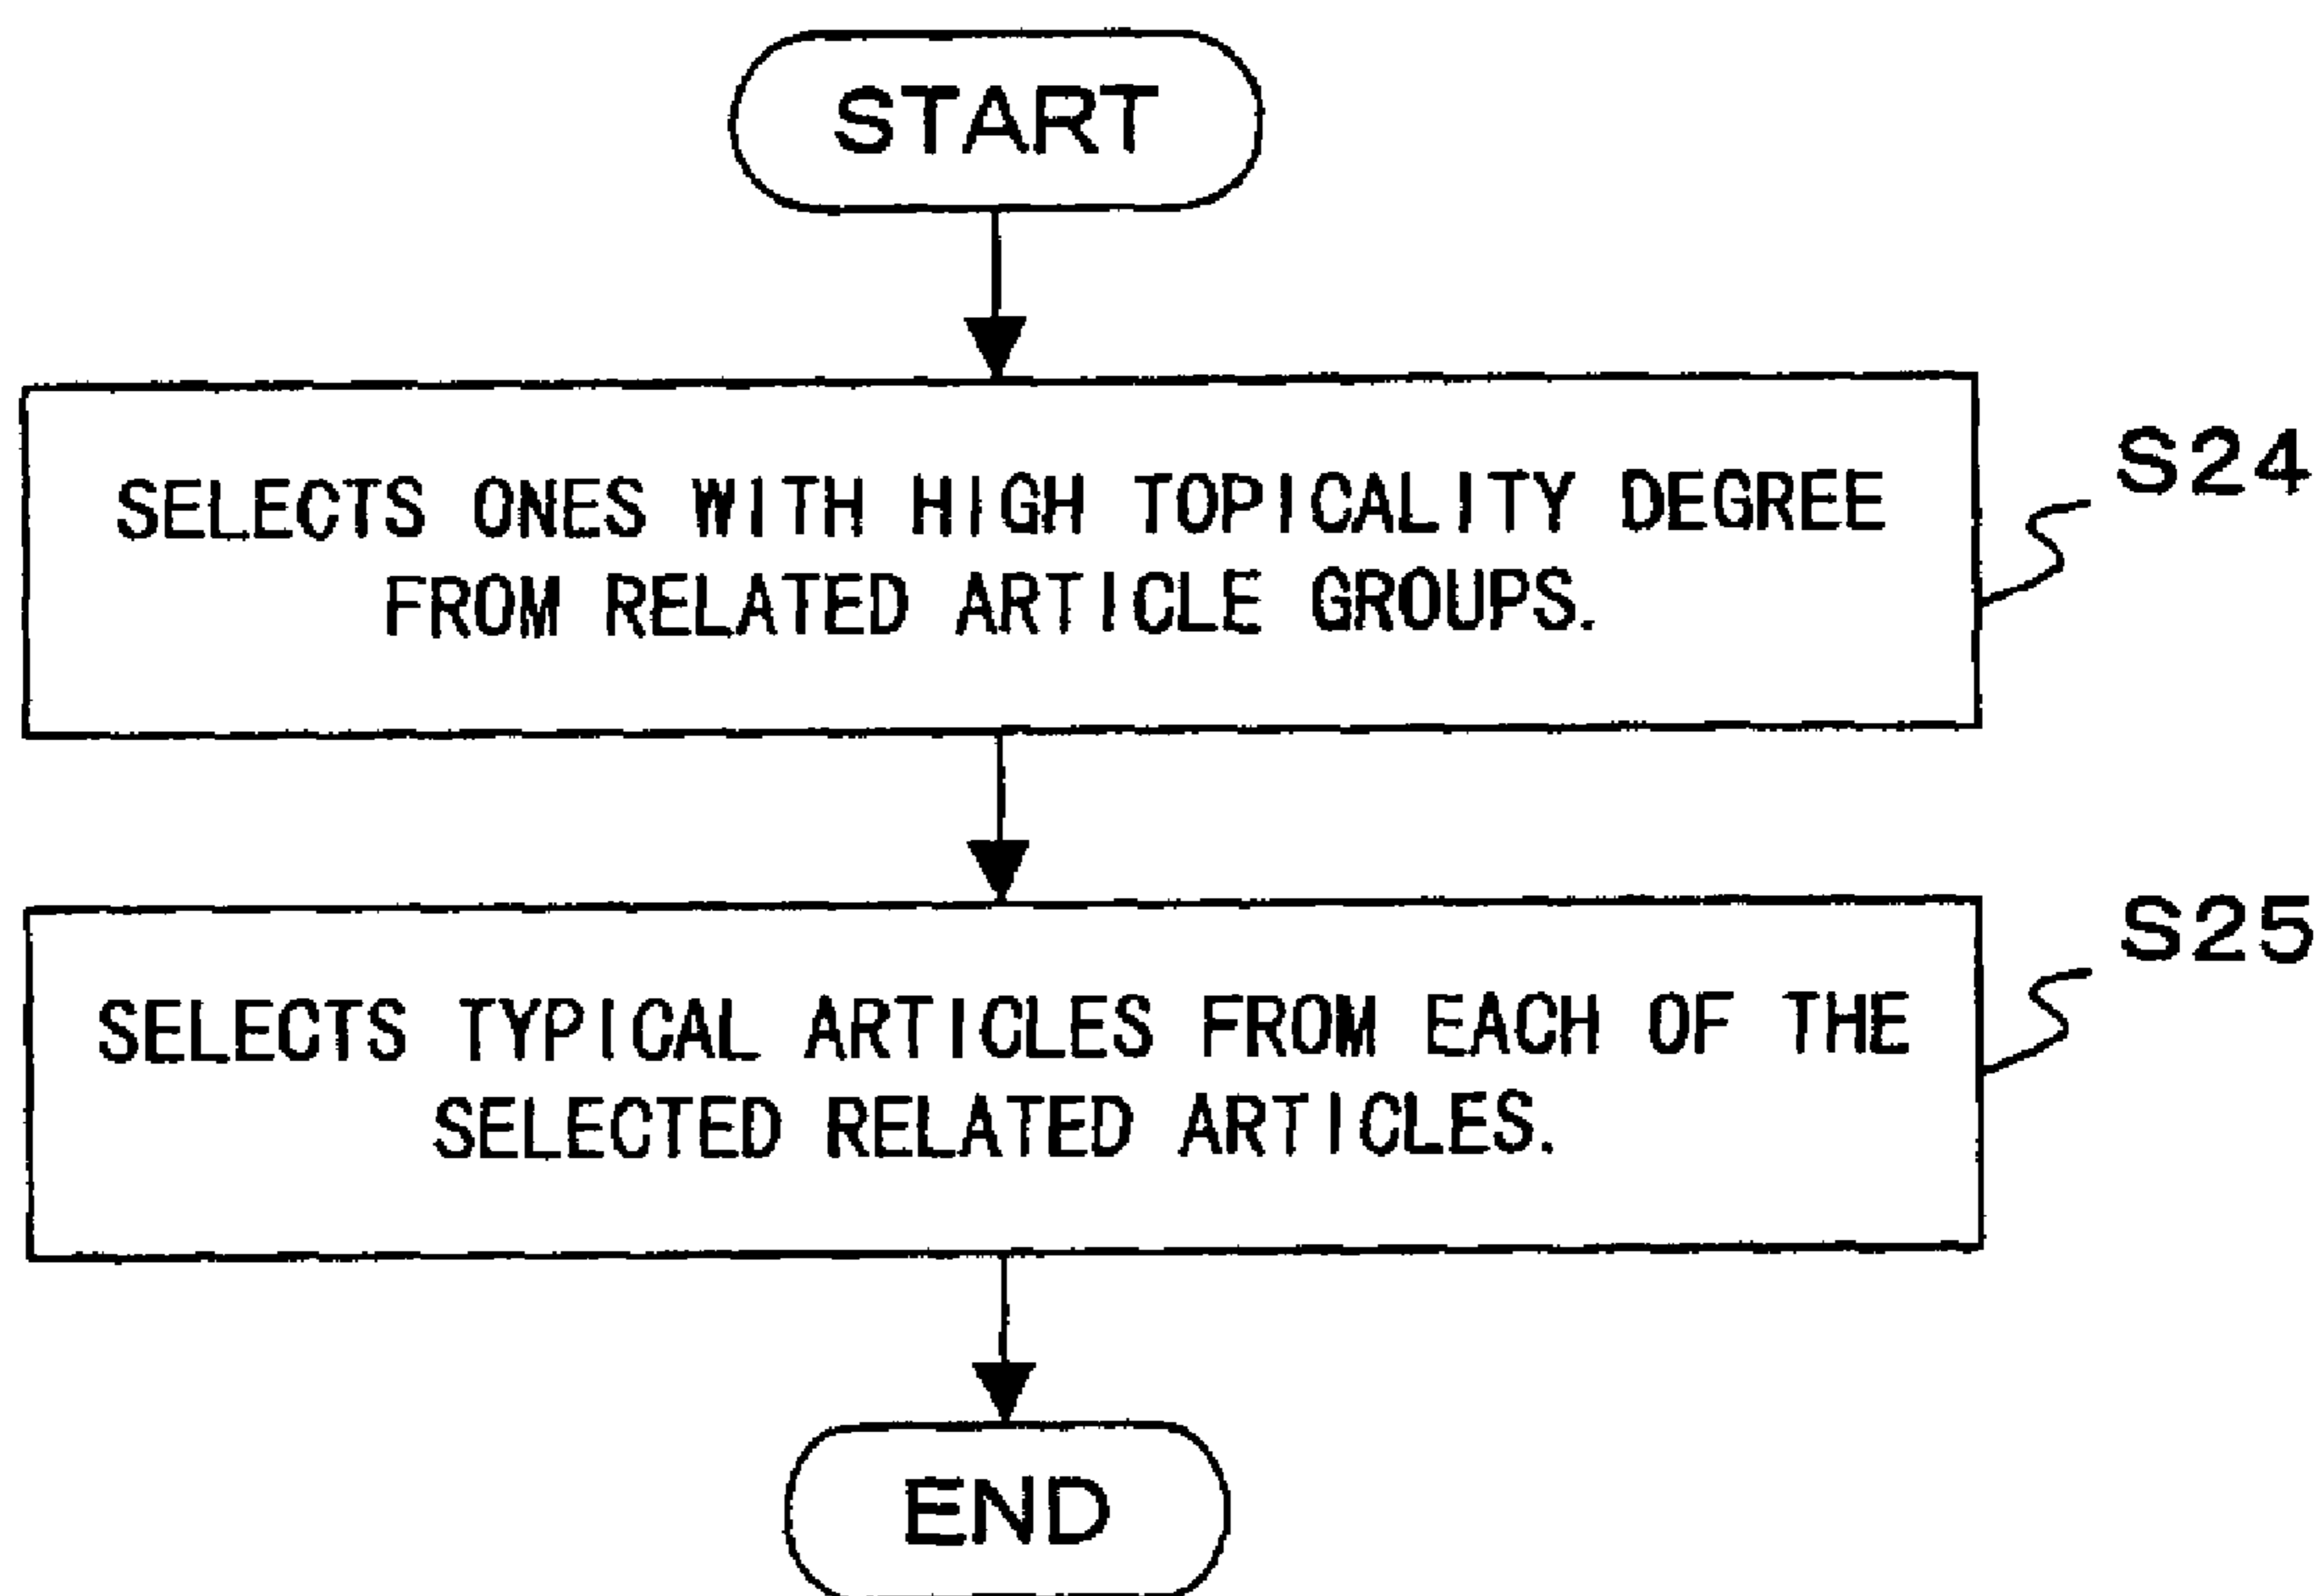 START
SELECTS ONES WITH HIGH TOPICALITY DEGREE
FROM RELATED ARTICLE GROUPS.
S24
SELECTS TYPICAL ARTICLES FROM EACH OF THE
SELECTED RELATED ARTICLES.
S25
END